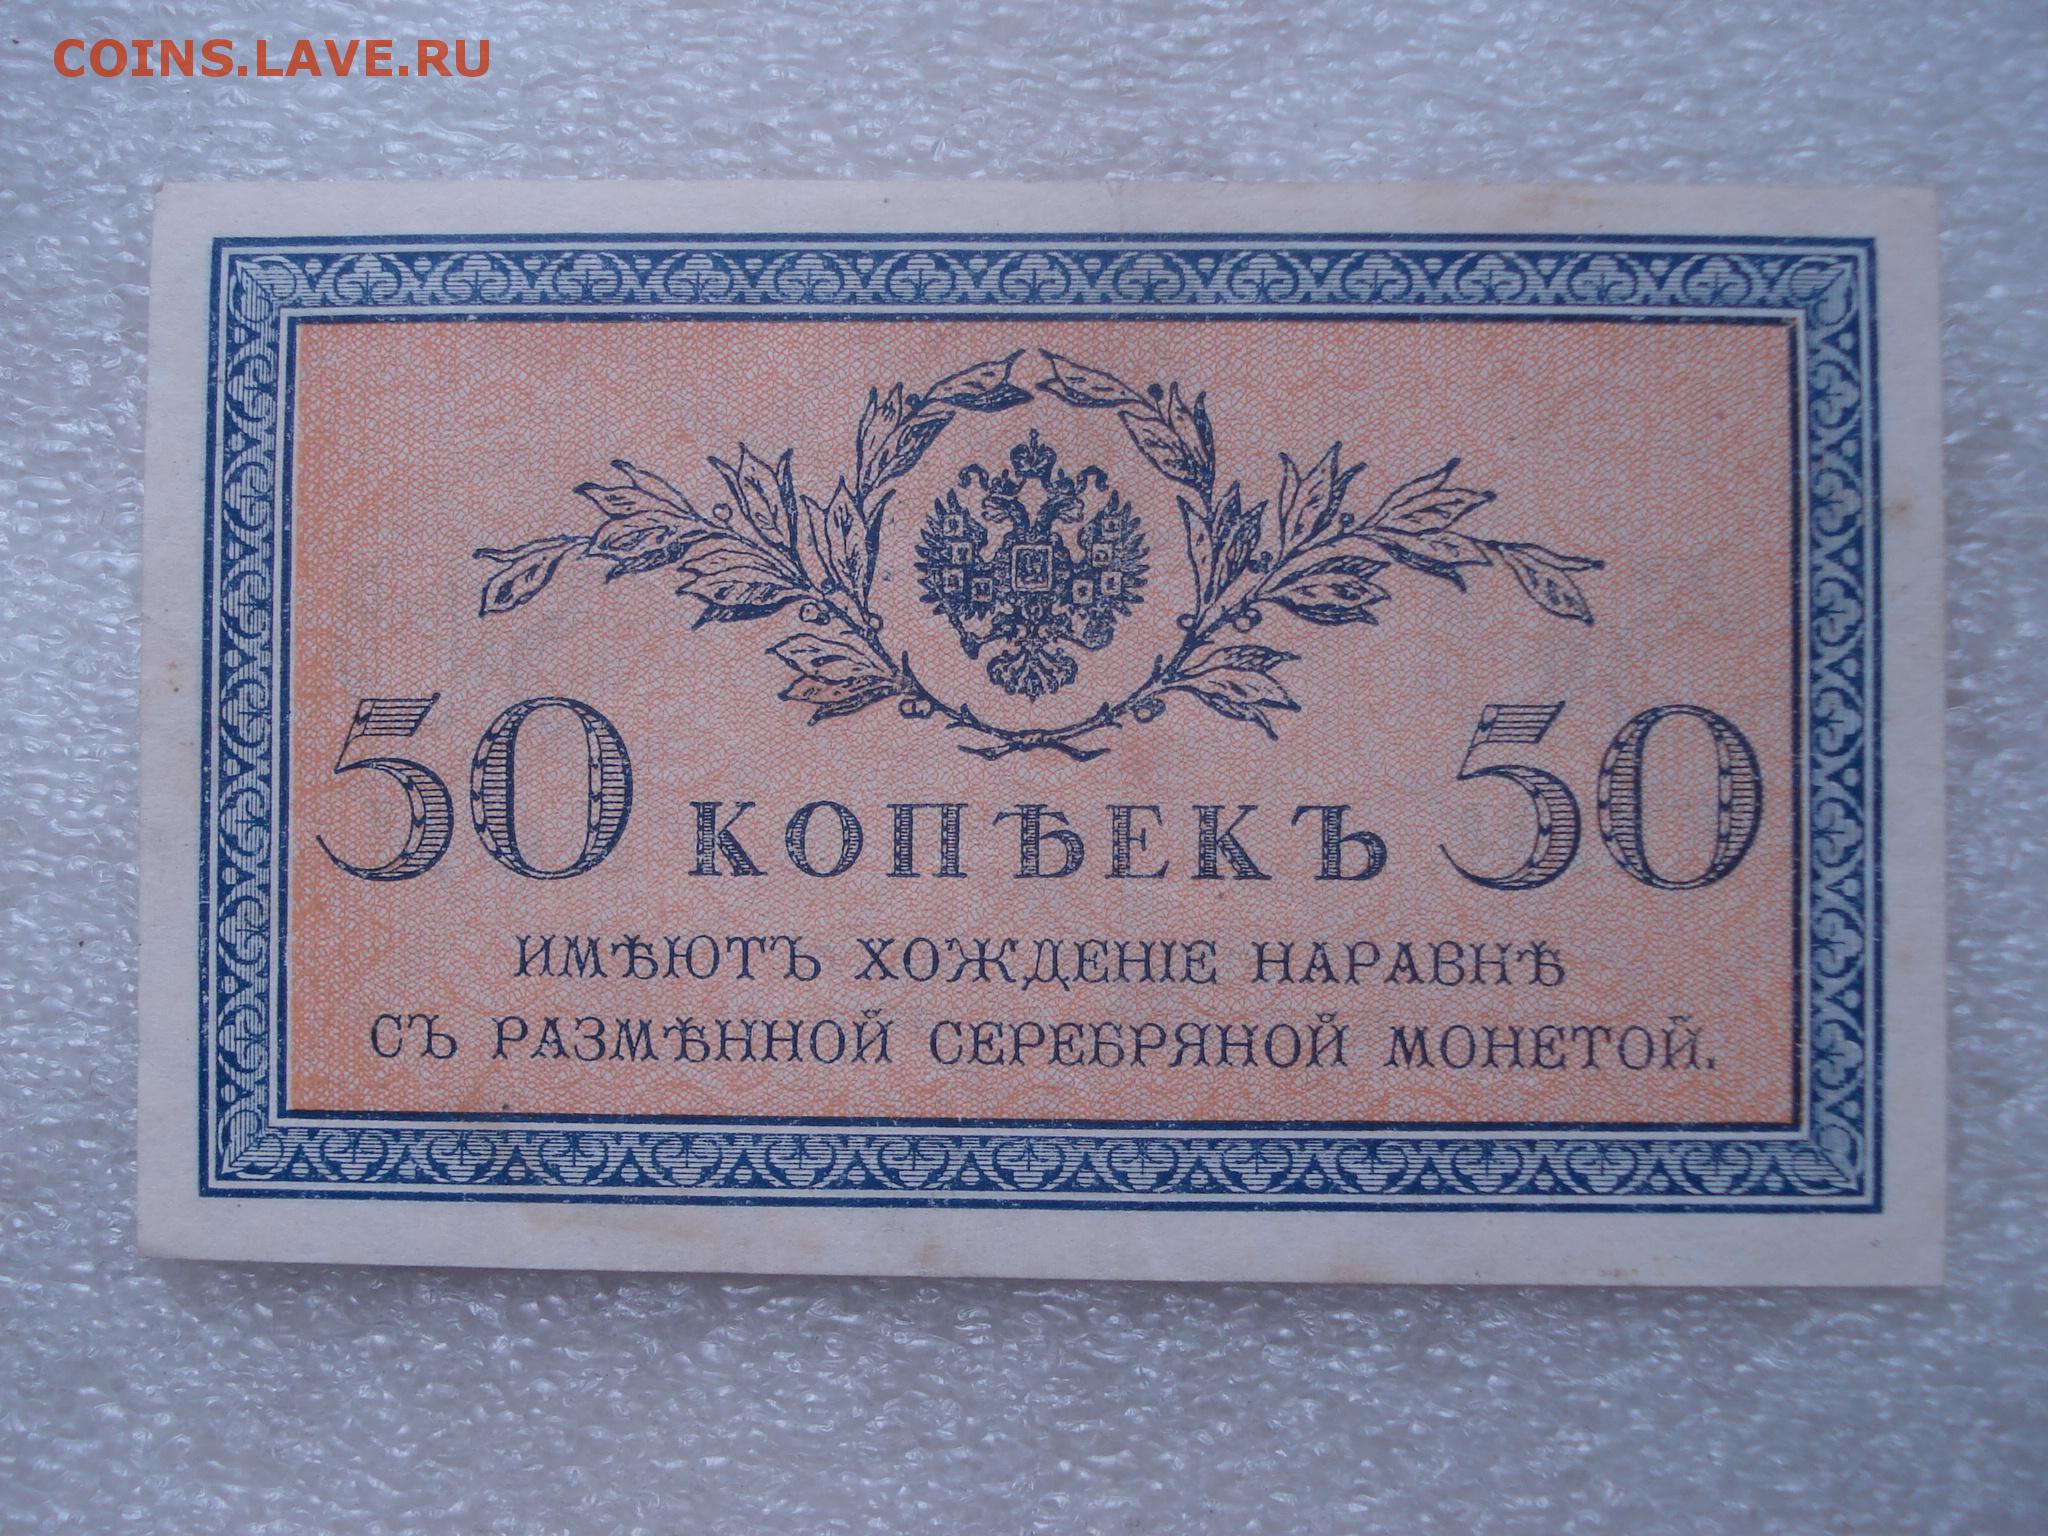 COINS.LAVE.RU
50 КОПѢЕКЪ 50
ИМѢЮТЪ ХОЖДЕНІЕ НАРАВНѢ
СЪ РАЗМѢННОЙ СЕРЕБРЯНОЙ МОНЕТОЙ.